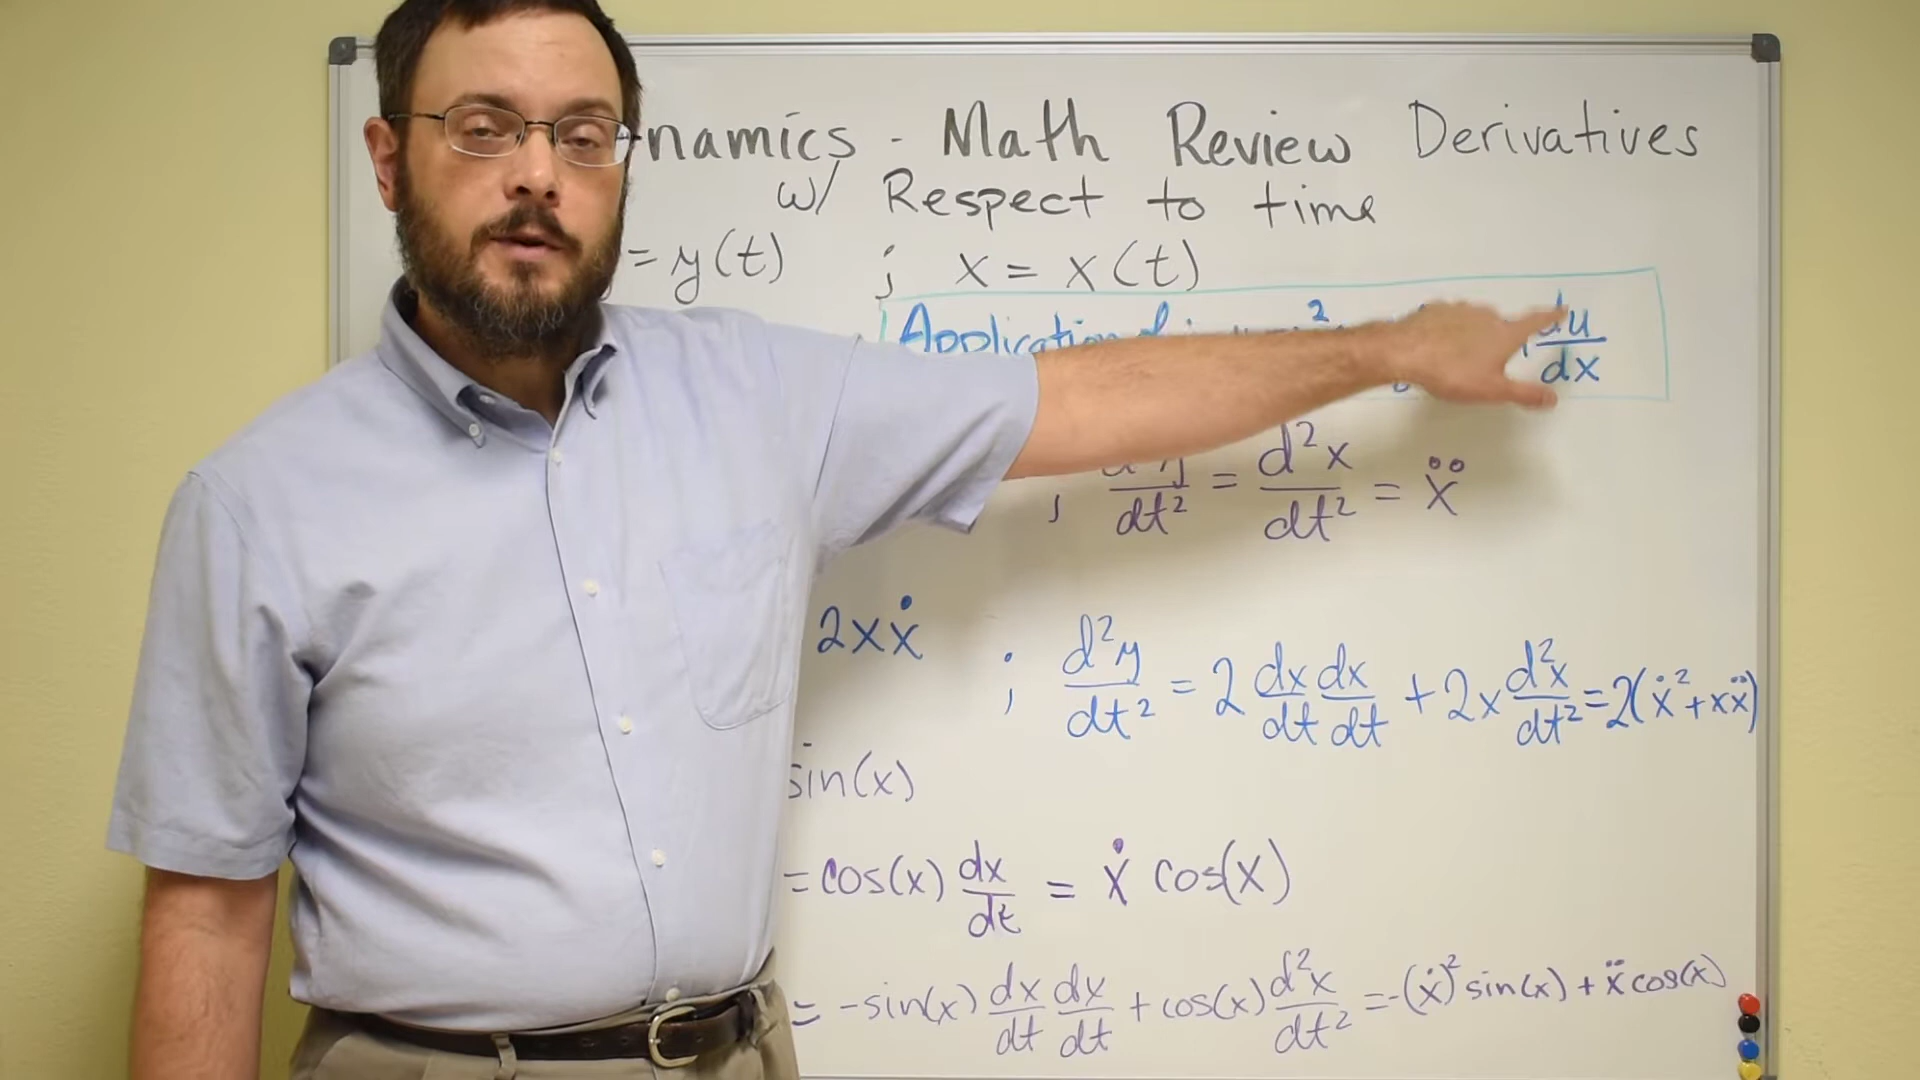 namics - Math Review Derivatives
w/ Respect to time
= y(t) ; x = x(t)
Application du/dx
; /dt² = d²x/dt² = ẍ
2xẋ ; d²y/dt² = 2 dx/dt dx/dt + 2x d²x/dt² = 2(ẋ² + xẍ)
sin(x)
= cos(x) dx/dt = ẋ cos(x)
= -sin(x) dx/dt dx/dt + cos(x) d²x/dt² = -(ẋ)² sin(x) + ẍ cos(x)